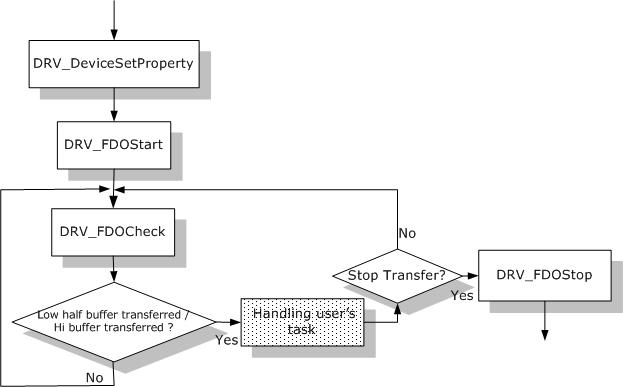 DRV_DeviceSetProperty
DRV_FDOStart
DRV_FDOCheck
Low half buffer transferred /
Hi buffer transferred ?
No
Yes
Handling user's
task
Stop Transfer?
No
Yes
DRV_FDOStop